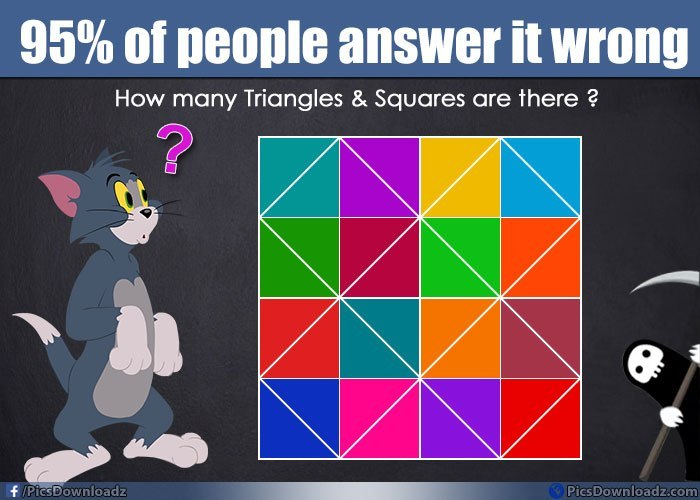 95% of people answer it wrong
How many Triangles & Squares are there ?
?
f /PicsDownloadz
PicsDownloadz.com